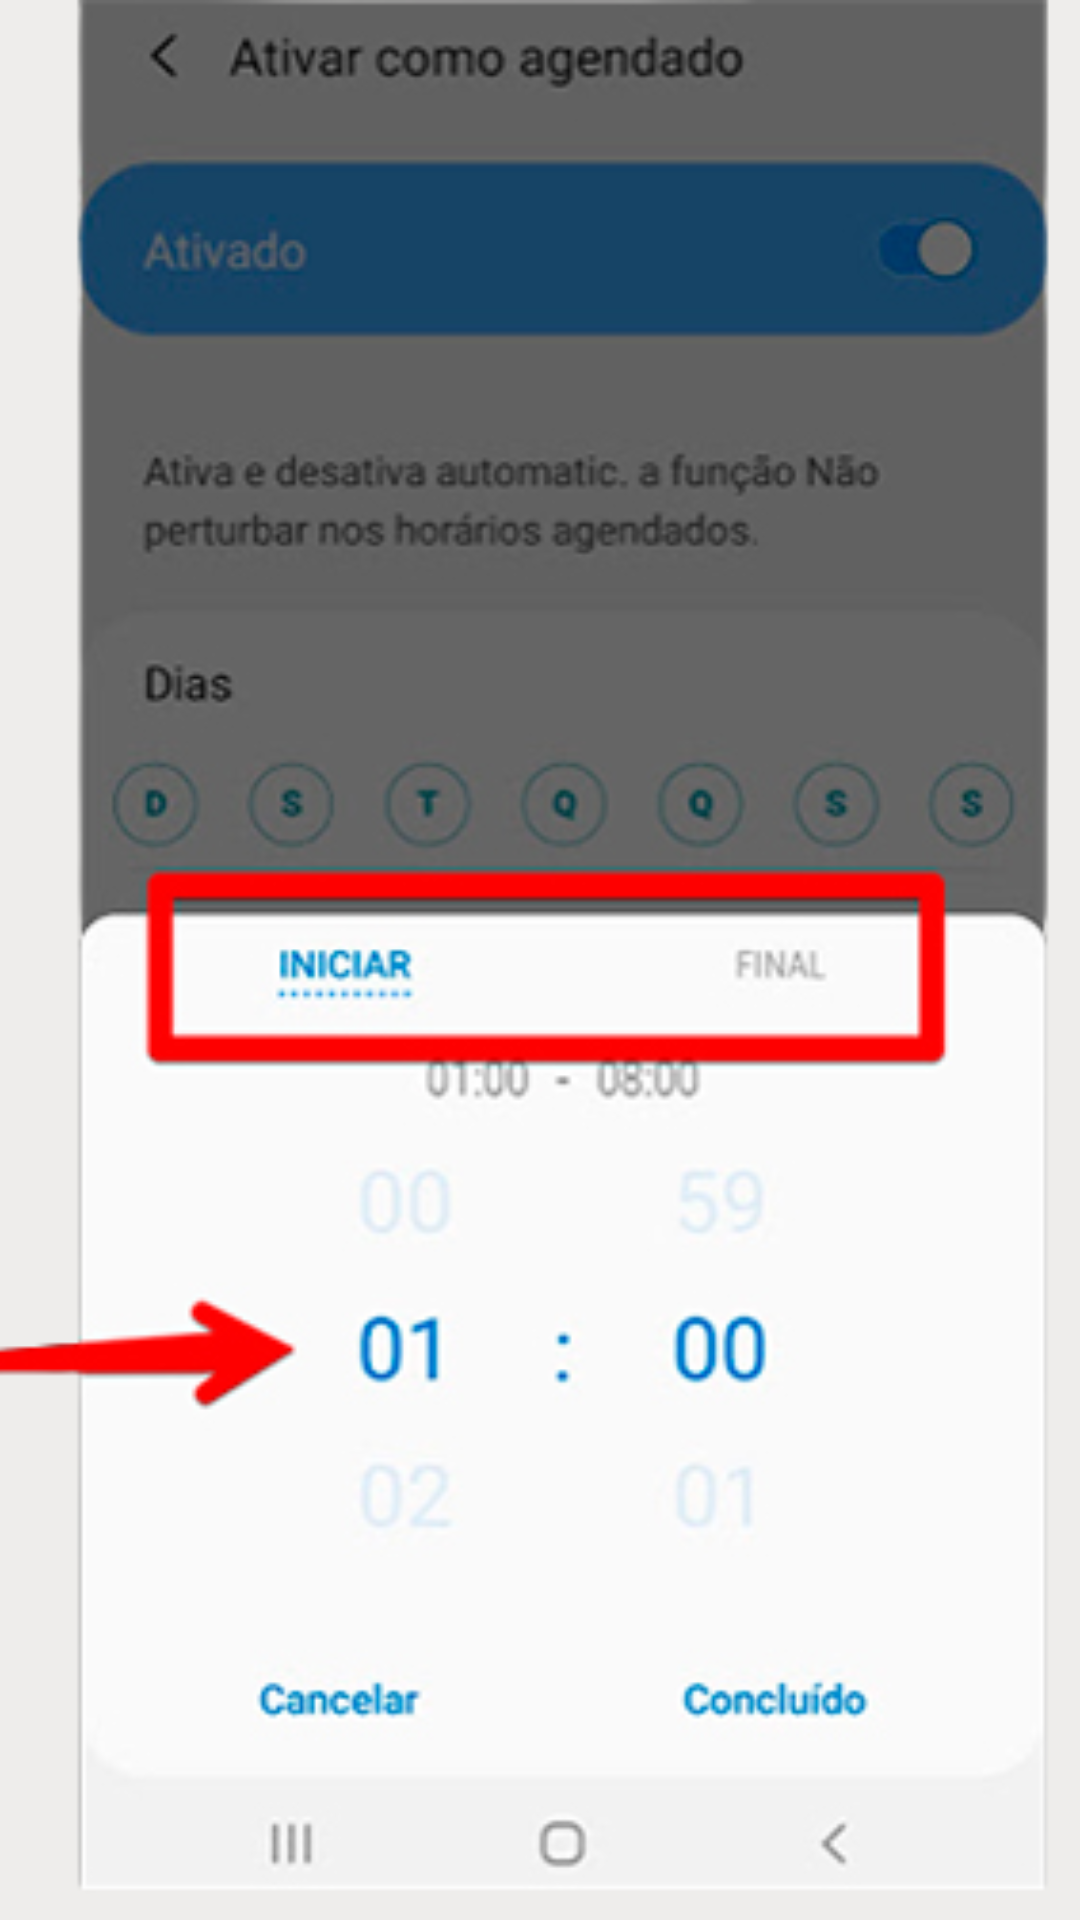 Ativar como agendado
Ativado
Ativa e desativa automatic. a função Não
perturbar nos horários agendados.
Dias
D S T Q Q S S
INICIAR FINAL
01:00 - 08:00
00 59
01 : 00
02 01
Cancelar Concluído